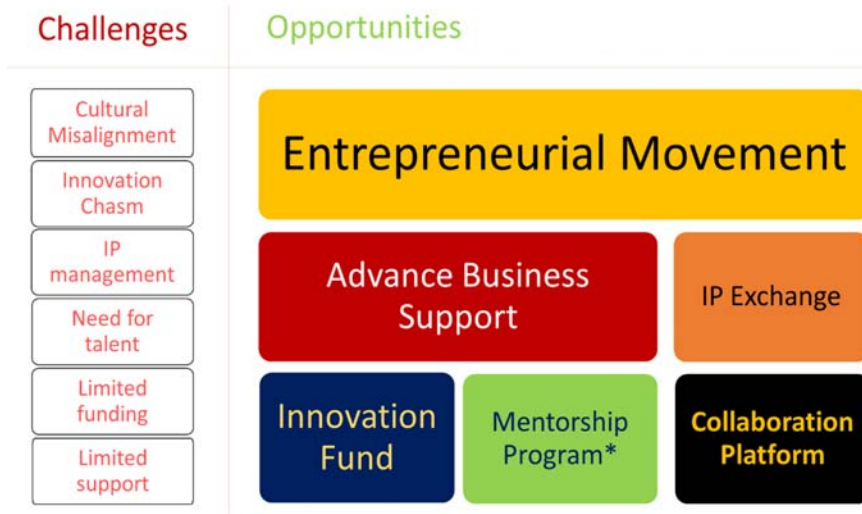 Challenges
Opportunities
Cultural
Misalignment
Innovation
Chasm
IP
management
Need for
talent
Limited
funding
Limited
support
Entrepreneurial Movement
Advance Business
Support
IP Exchange
Innovation
Fund
Mentorship
Program*
Collaboration
Platform